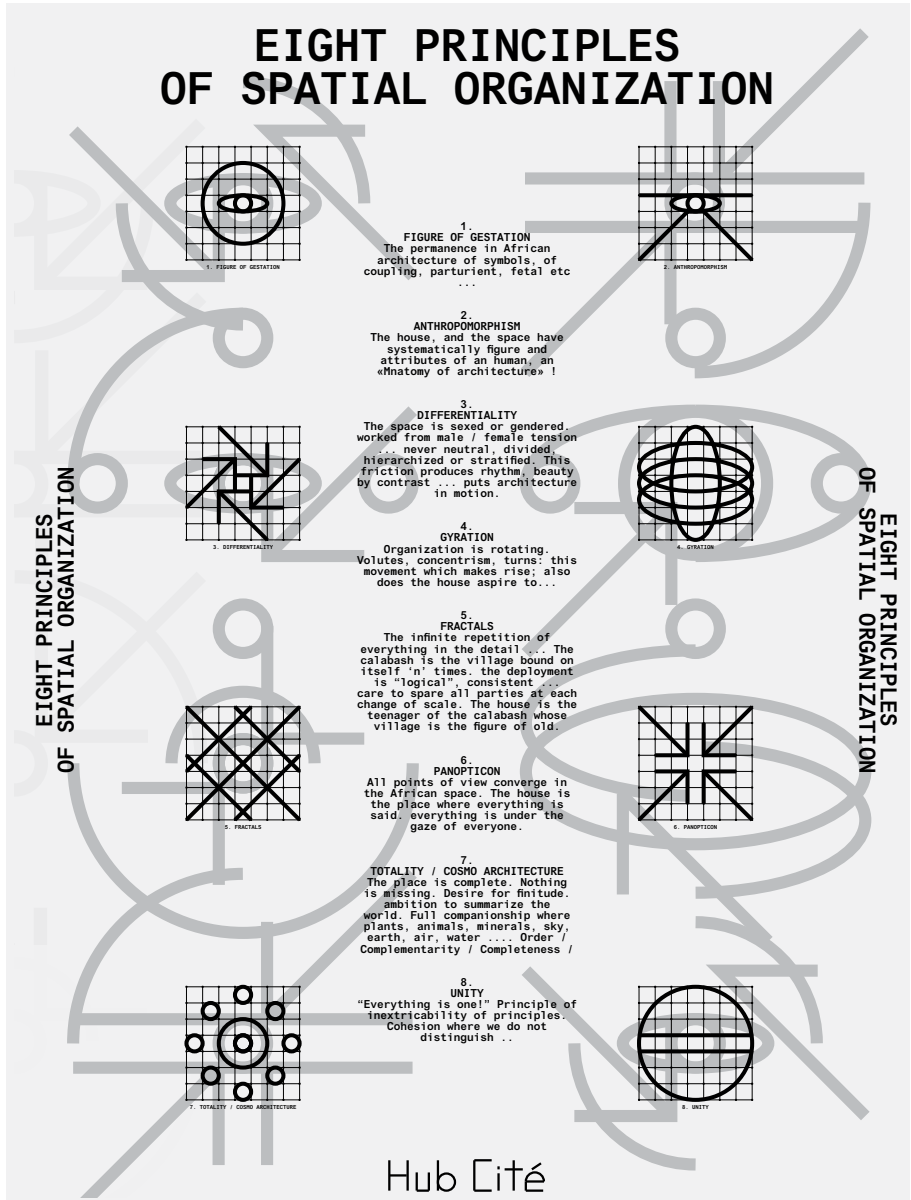 EIGHT PRINCIPLES
OF SPATIAL ORGANIZATION
1. FIGURE OF GESTATION
2. ANTHROPOMORPHISM
1.
FIGURE OF GESTATION
The permanence in African
architecture of symbols, of
coupling, parturient, fetal etc
...
2.
ANTHROPOMORPHISM
The house, and the space have
systematically figure and
attributes of an human, an
«Mnatomy of architecture» !
3.
DIFFERENTIALITY
The space is sexed or gendered.
worked from male / female tension
... never neutral, divided,
hierarchized or stratified. This
friction produces rhythm, beauty
by contrast ... puts architecture
in motion.
3. DIFFERENTIALITY
4. GYRATION
4.
GYRATION
Organization is rotating.
Volutes, concentrism, turns: this
movement which makes rise; also
does the house aspire to...
EIGHT PRINCIPLES
OF SPATIAL ORGANIZATION
EIGHT PRINCIPLES
OF SPATIAL ORGANIZATION
5.
FRACTALS
The infinite repetition of
everything in the detail ... The
calabash is the village bound on
itself ‘n’ times. the deployment
is “logical”, consistent ...
care to spare all parties at each
change of scale. The house is the
teenager of the calabash whose
village is the figure of old.
5. FRACTALS
6. PANOPTICON
6.
PANOPTICON
All points of view converge in
the African space. The house is
the place where everything is
said. everything is under the
gaze of everyone.
7.
TOTALITY / COSMO ARCHITECTURE
The place is complete. Nothing
is missing. Desire for finitude.
ambition to summarize the
world. Full companionship where
plants, animals, minerals, sky,
earth, air, water .... Order /
Complementarity / Completeness /
8.
UNITY
“Everything is one!” Principle of
inextricability of principles.
Cohesion where we do not
distinguish ..
7. TOTALITY / COSMO ARCHITECTURE
8. UNITY
Hub Cité